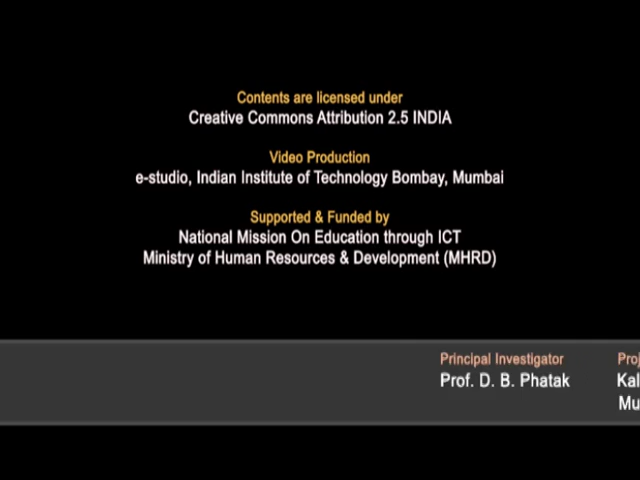 Contents are licensed under
Creative Commons Attribution 2.5 INDIA
Video Production
e-studio, Indian Institute of Technology Bombay, Mumbai
Supported & Funded by
National Mission On Education through ICT
Ministry of Human Resources & Development (MHRD)
Principal Investigator
Prof. D. B. Phatak